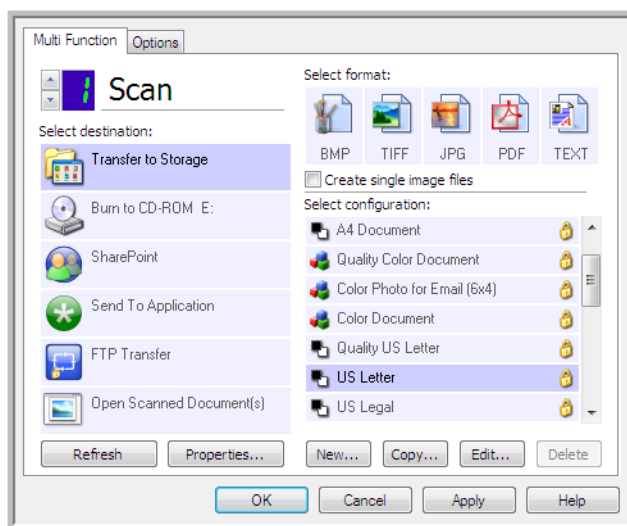 Multi Function
Options
1 Scan
Select destination:
Transfer to Storage
Burn to CD-ROM E:
SharePoint
Send To Application
FTP Transfer
Open Scanned Document(s)
Refresh
Properties...
Select format:
BMP TIFF JPG PDF TEXT
Create single image files
Select configuration:
A4 Document
Quality Color Document
Color Photo for Email (6x4)
Color Document
Quality US Letter
US Letter
US Legal
New... Copy... Edit... Delete
OK Cancel Apply Help